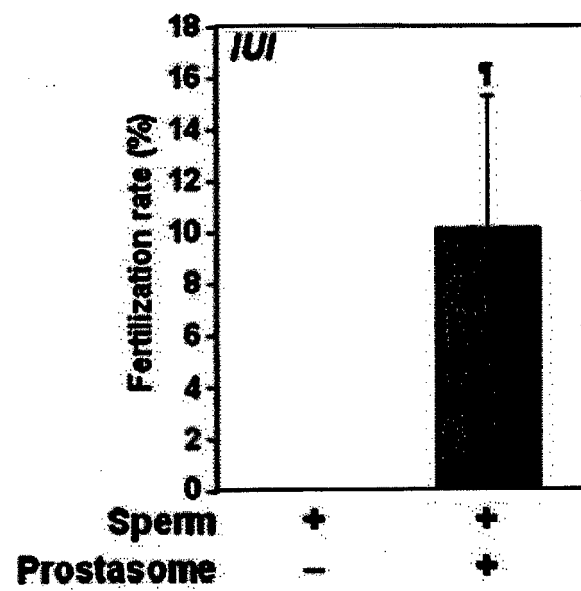 18
IUI
16
¶
14
12
10
8
6
4
2
0
Fertilization rate (%)
Sperm + +
Prostasome – +